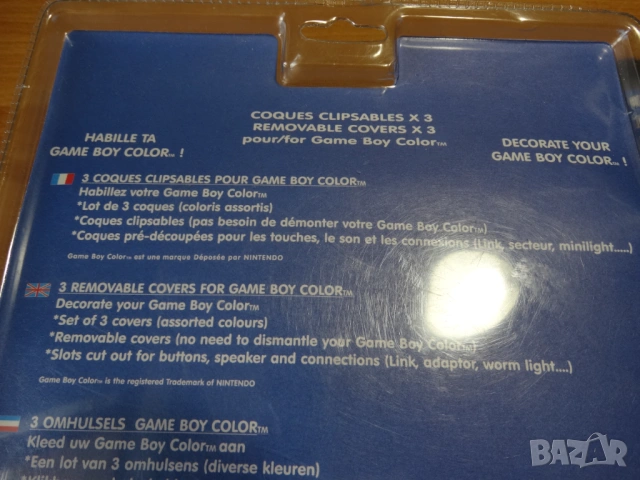 COQUES CLIPSABLES X 3
REMOVABLE COVERS X 3
pour/for Game Boy Color™
HABILLE TA
GAME BOY COLOR™ !
DECORATE YOUR
GAME BOY COLOR™ !
3 COQUES CLIPSABLES POUR GAME BOY COLOR™
Habillez votre Game Boy Color™
*Lot de 3 coques (coloris assortis)
*Coques clipsables (pas besoin de démonter votre Game Boy Color™)
*Coques pré-découpées pour les touches, le son et les connexions (Link, secteur, minilight.....)
Game Boy Color™ est une marque Déposée par NINTENDO
3 REMOVABLE COVERS FOR GAME BOY COLOR™
Decorate your Game Boy Color™
*Set of 3 covers (assorted colours)
*Removable covers (no need to dismantle your Game Boy Color)
*Slots cut out for buttons, speaker and connections (Link, adaptor, worm light....)
Game Boy Color™ is the registered Trademark of NINTENDO
3 OMHULSELS GAME BOY COLOR™
Kleed uw Game Boy Color™ aan
*Een lot van 3 omhulsens (diverse kleuren)
BAZAR.bg